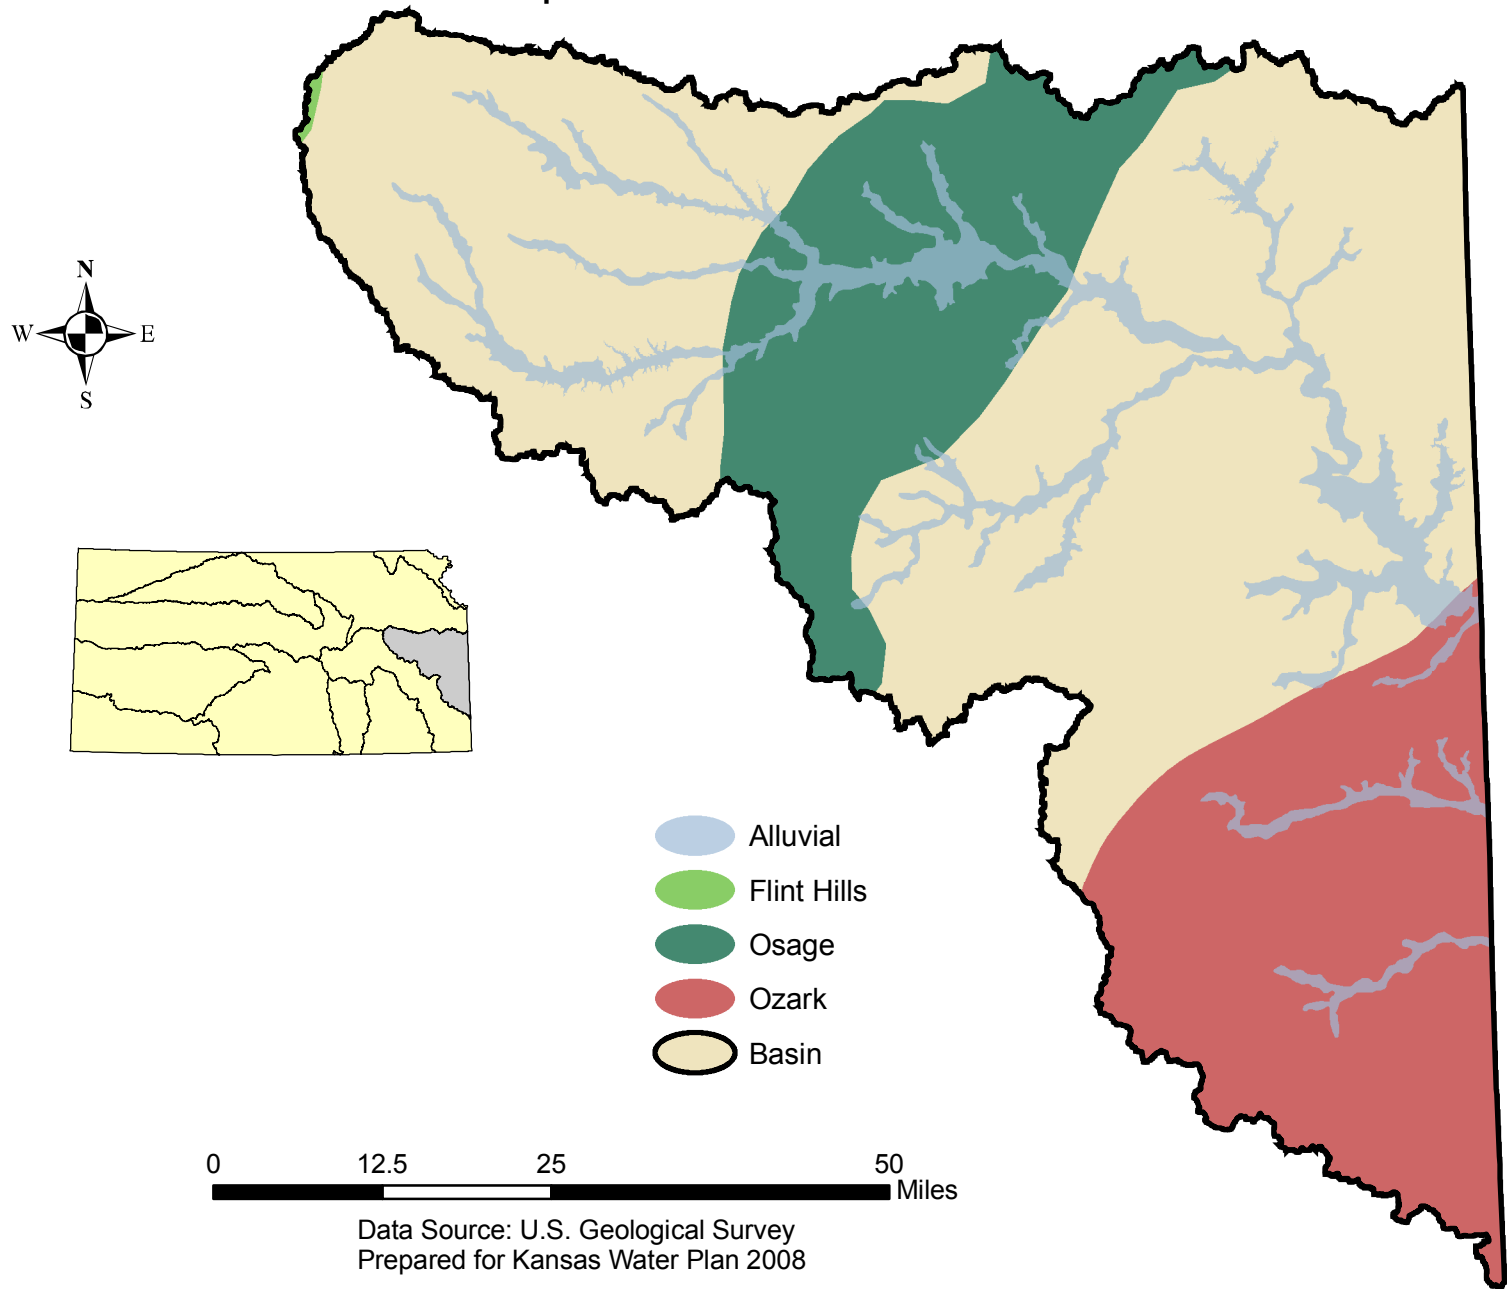 N
W E
S
Alluvial
Flint Hills
Osage
Ozark
Basin
0 12.5 25 50
Miles
Data Source: U.S. Geological Survey
Prepared for Kansas Water Plan 2008